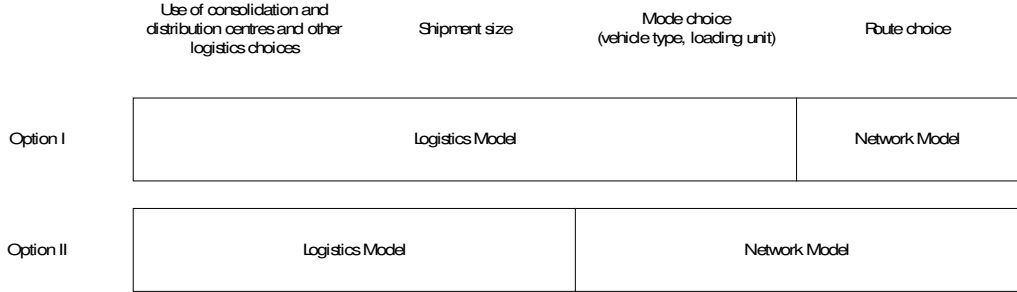 Use of consolidation and
distribution centres and other
logistics choices
Shipment size
Mode choice
(vehicle type, loading unit)
Route choice
Option I
Logistics Model
Network Model
Option II
Logistics Model
Network Model